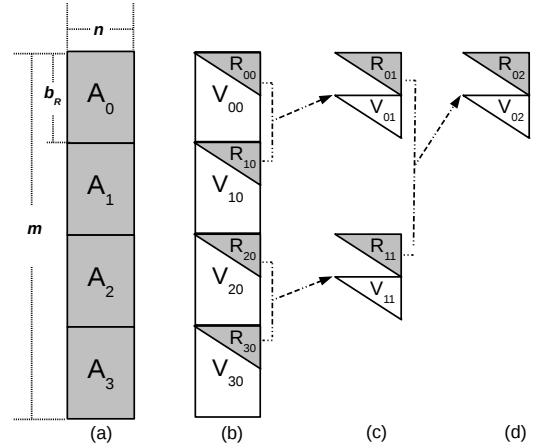 n
b_R
m
A_0
A_1
A_2
A_3
(a)
R_00
V_00
R_10
V_10
R_20
V_20
R_30
V_30
(b)
R_01
V_01
R_11
V_11
(c)
R_02
V_02
(d)